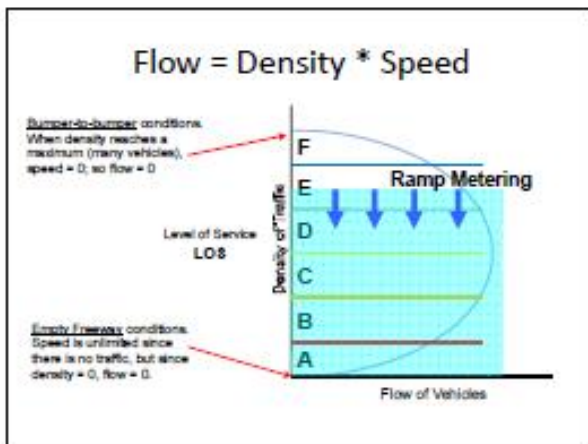 Flow = Density * Speed
Bumper-to-bumper conditions.
When density reaches a
maximum (many vehicles),
speed = 0; so flow = 0
F
E
Ramp Metering
D
Level of Service
LOS
Density of Traffic
C
B
Empty Freeway conditions.
Speed is unlimited since
there is no traffic, but since
density = 0, flow = 0.
A
Flow of Vehicles